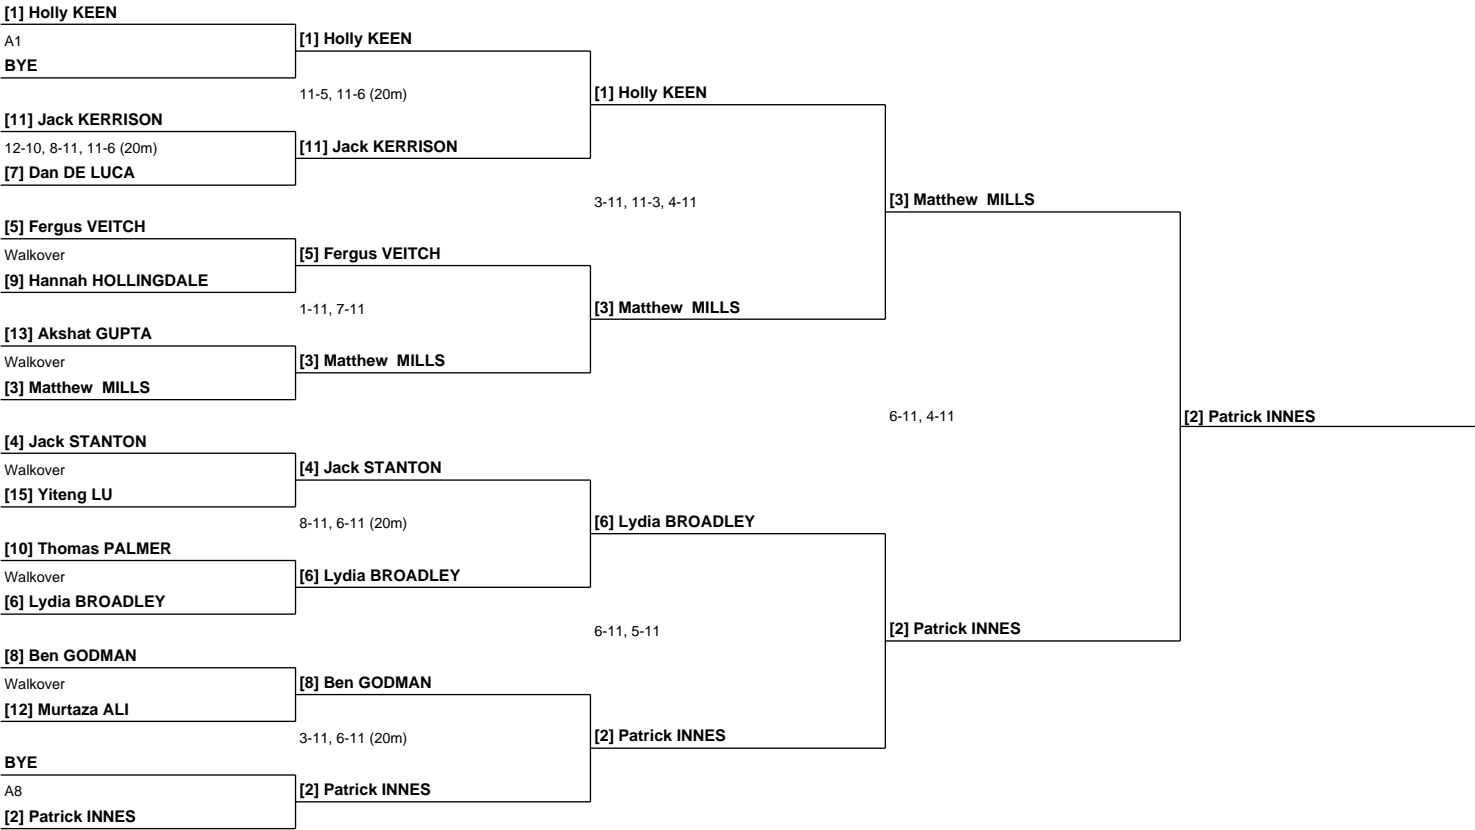 [1] Holly KEEN
A1
BYE
[11] Jack KERRISON
12-10, 8-11, 11-6 (20m)
[7] Dan DE LUCA
[5] Fergus VEITCH
Walkover
[9] Hannah HOLLINGDALE
[13] Akshat GUPTA
Walkover
[3] Matthew  MILLS
[4] Jack STANTON
Walkover
[15] Yiteng LU
[10] Thomas PALMER
Walkover
[6] Lydia BROADLEY
[8] Ben GODMAN
Walkover
[12] Murtaza ALI
BYE
A8
[2] Patrick INNES
[1] Holly KEEN
11-5, 11-6 (20m)
[11] Jack KERRISON
[5] Fergus VEITCH
1-11, 7-11
[3] Matthew  MILLS
[4] Jack STANTON
8-11, 6-11 (20m)
[6] Lydia BROADLEY
[8] Ben GODMAN
3-11, 6-11 (20m)
[2] Patrick INNES
[1] Holly KEEN
3-11, 11-3, 4-11
[3] Matthew  MILLS
[6] Lydia BROADLEY
6-11, 5-11
[2] Patrick INNES
[3] Matthew  MILLS
6-11, 4-11
[2] Patrick INNES
[2] Patrick INNES